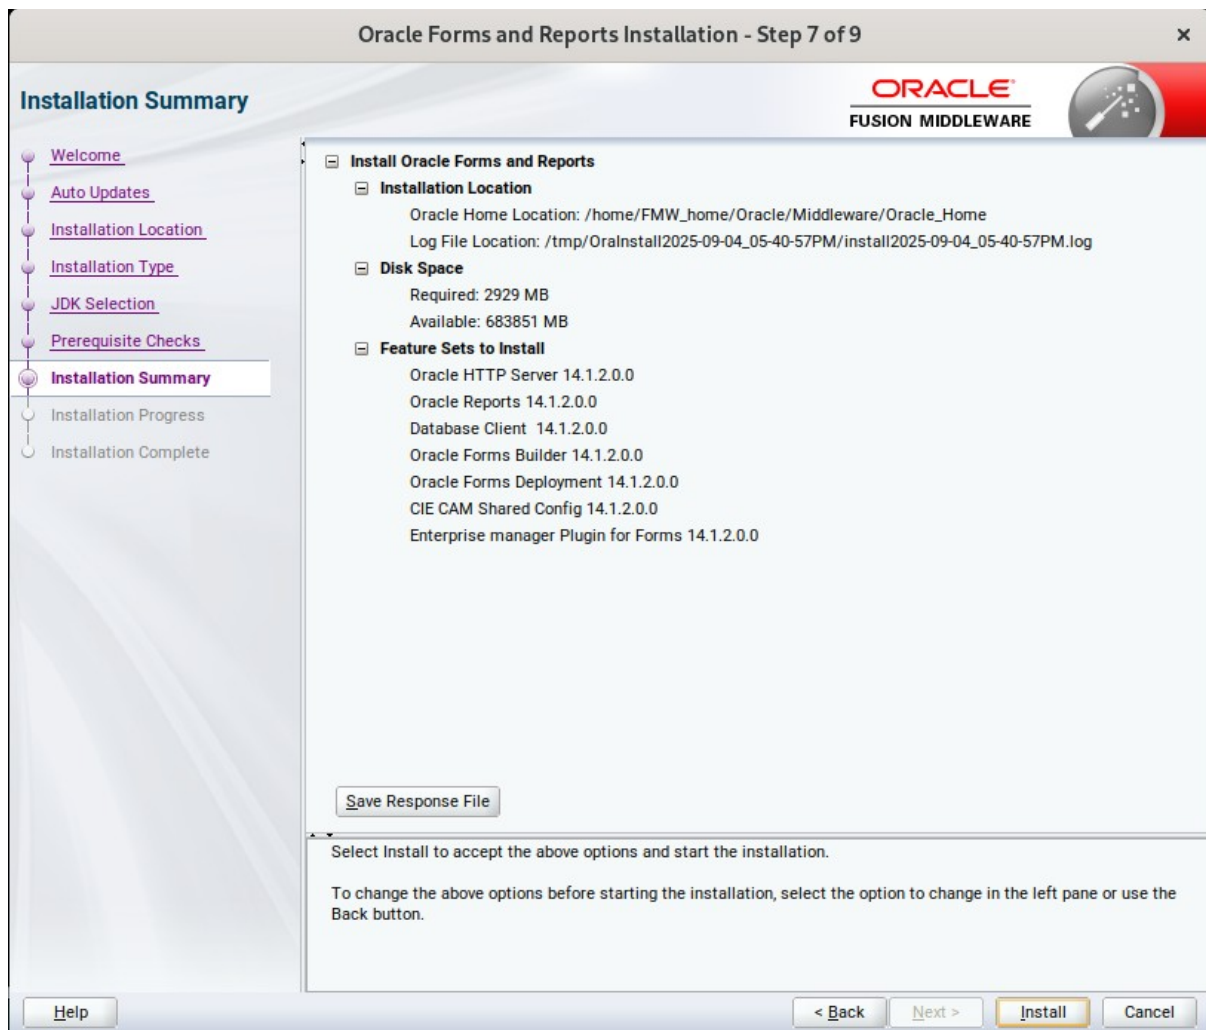 Oracle Forms and Reports Installation - Step 7 of 9
Installation Summary
ORACLE
FUSION MIDDLEWARE
Welcome
Auto Updates
Installation Location
Installation Type
JDK Selection
Prerequisite Checks
Installation Summary
Installation Progress
Installation Complete
Install Oracle Forms and Reports
Installation Location
Oracle Home Location: /home/FMW_home/Oracle/Middleware/Oracle_Home
Log File Location: /tmp/OraInstall2025-09-04_05-40-57PM/install2025-09-04_05-40-57PM.log
Disk Space
Required: 2929 MB
Available: 683851 MB
Feature Sets to Install
Oracle HTTP Server 14.1.2.0.0
Oracle Reports 14.1.2.0.0
Database Client  14.1.2.0.0
Oracle Forms Builder 14.1.2.0.0
Oracle Forms Deployment 14.1.2.0.0
CIE CAM Shared Config 14.1.2.0.0
Enterprise manager Plugin for Forms 14.1.2.0.0
Save Response File
Select Install to accept the above options and start the installation.
To change the above options before starting the installation, select the option to change in the left pane or use the
Back button.
Help
< Back
Next >
Install
Cancel